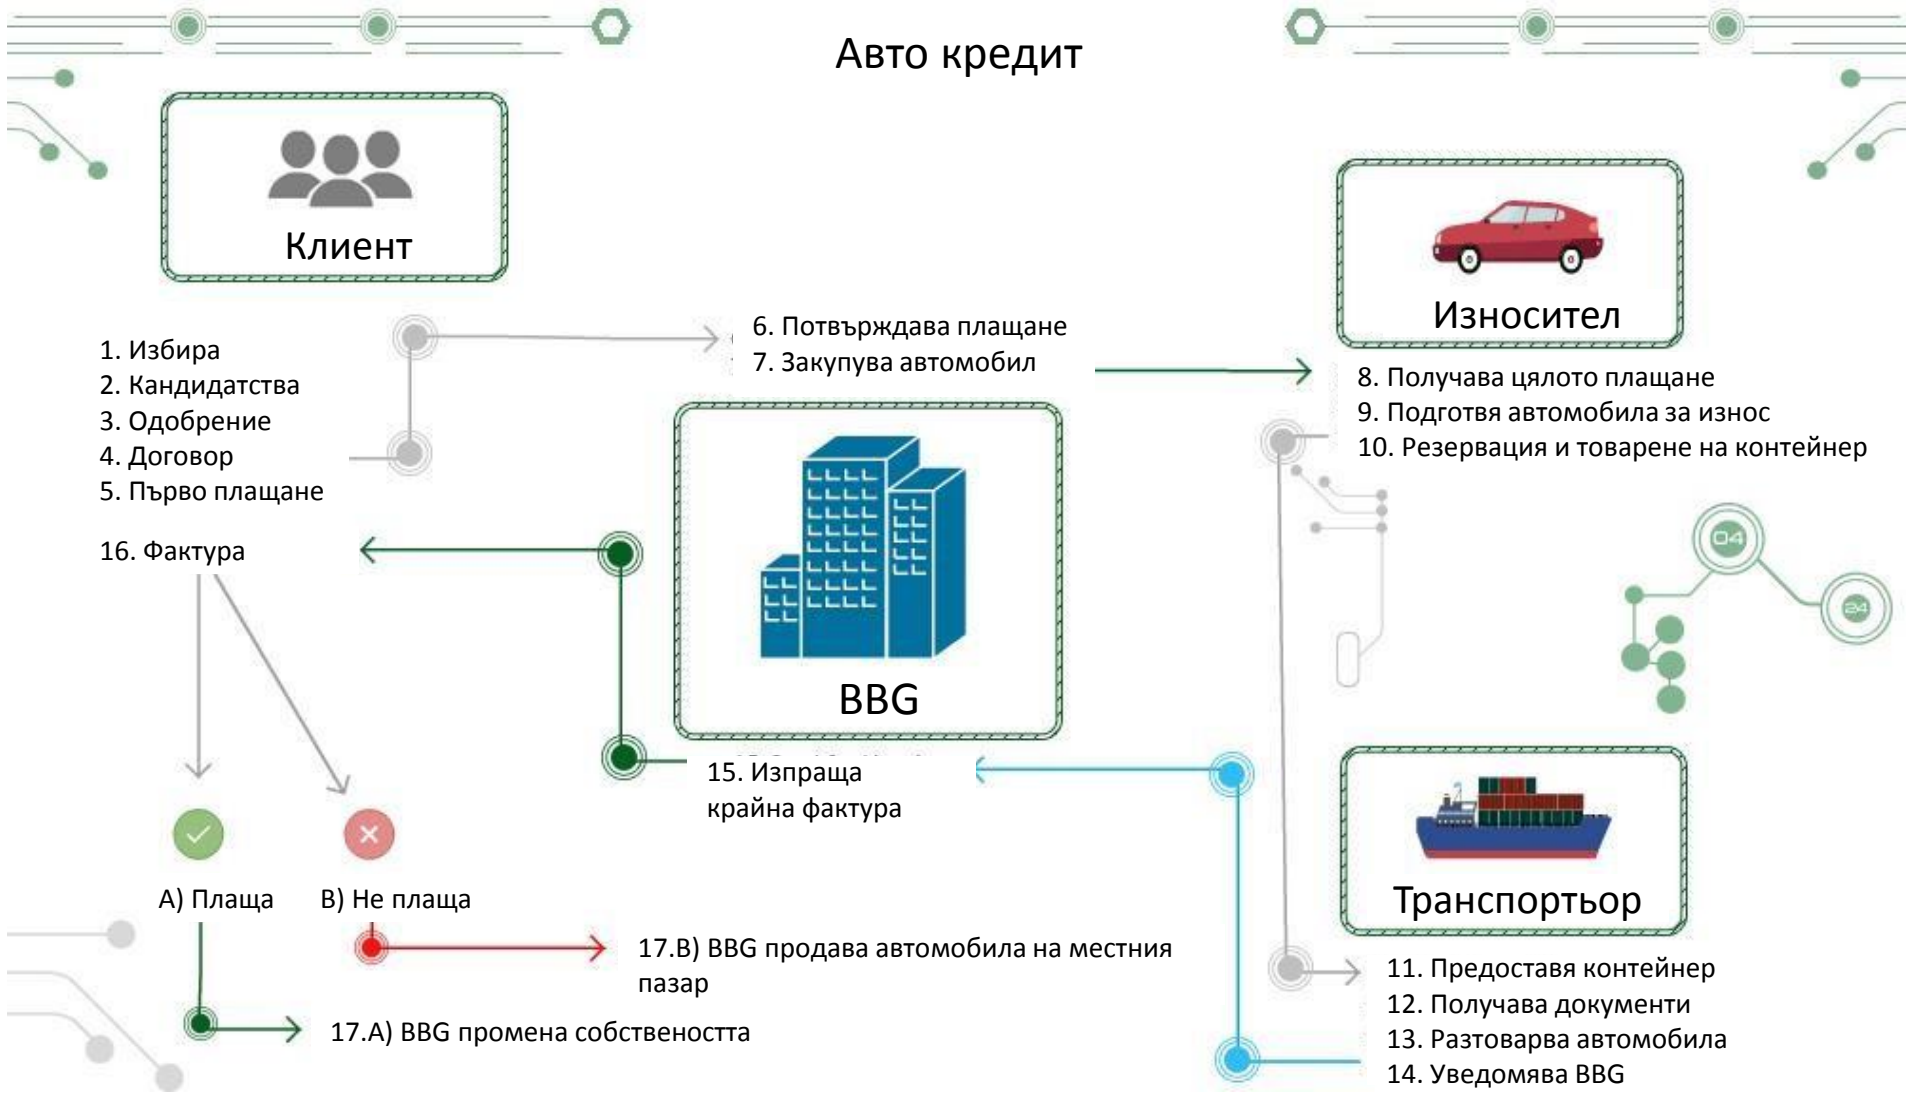 Авто кредит
Клиент
1. Избира
2. Кандидатства
3. Одобрение
4. Договор
5. Първо плащане
6. Потвърждава плащане
7. Закупува автомобил
Износител
8. Получава цялото плащане
9. Подготвя автомобила за износ
10. Резервация и товарене на контейнер
BBG
04
24
Транспортьор
11. Предоставя контейнер
12. Получава документи
13. Разтоварва автомобила
14. Уведомява BBG
15. Изпраща
крайна фактура
16. Фактура
А) Плаща
В) Не плаща
17.В) BBG продава автомобила на местния
пазар
17.А) BBG промена собствеността